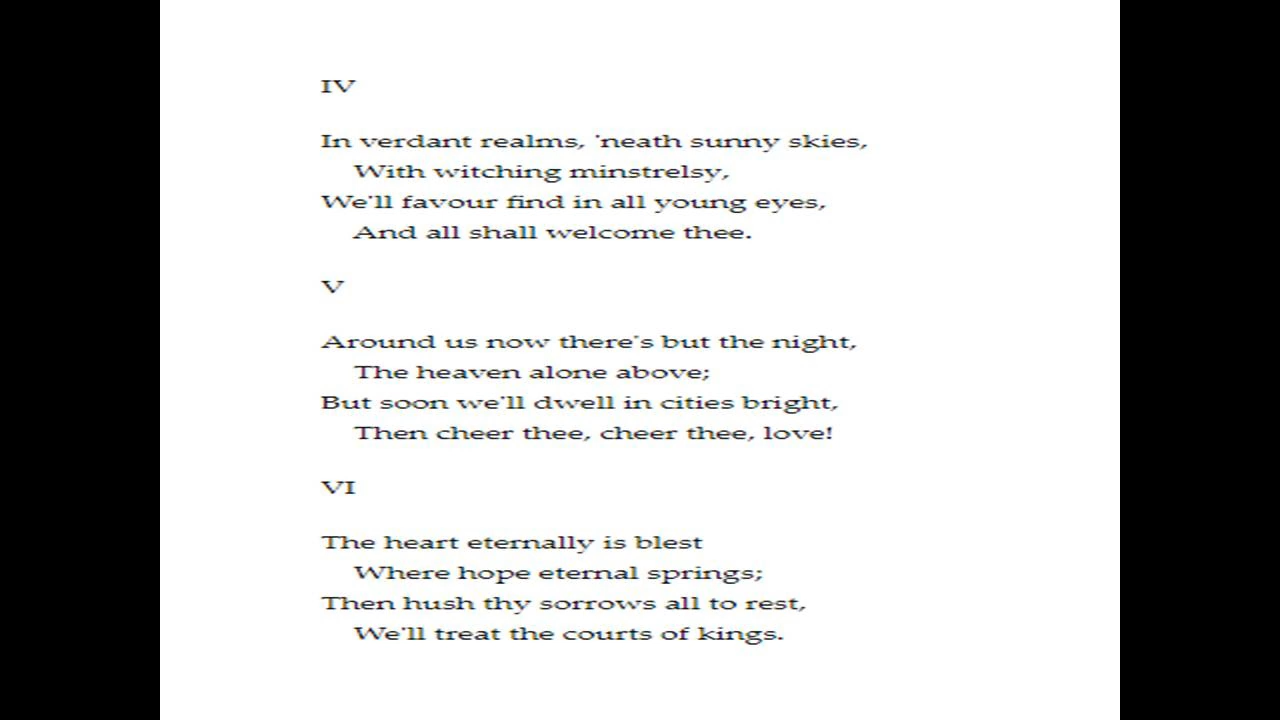 IV
In verdant realms, 'neath sunny skies,
With witching minstrelsy,
We'll favour find in all young eyes,
And all shall welcome thee.
V
Around us now there's but the night,
The heaven alone above;
But soon we'll dwell in cities bright,
Then cheer thee, cheer thee, love!
VI
The heart eternally is blest
Where hope eternal springs;
Then hush thy sorrows all to rest,
We'll treat the courts of kings.